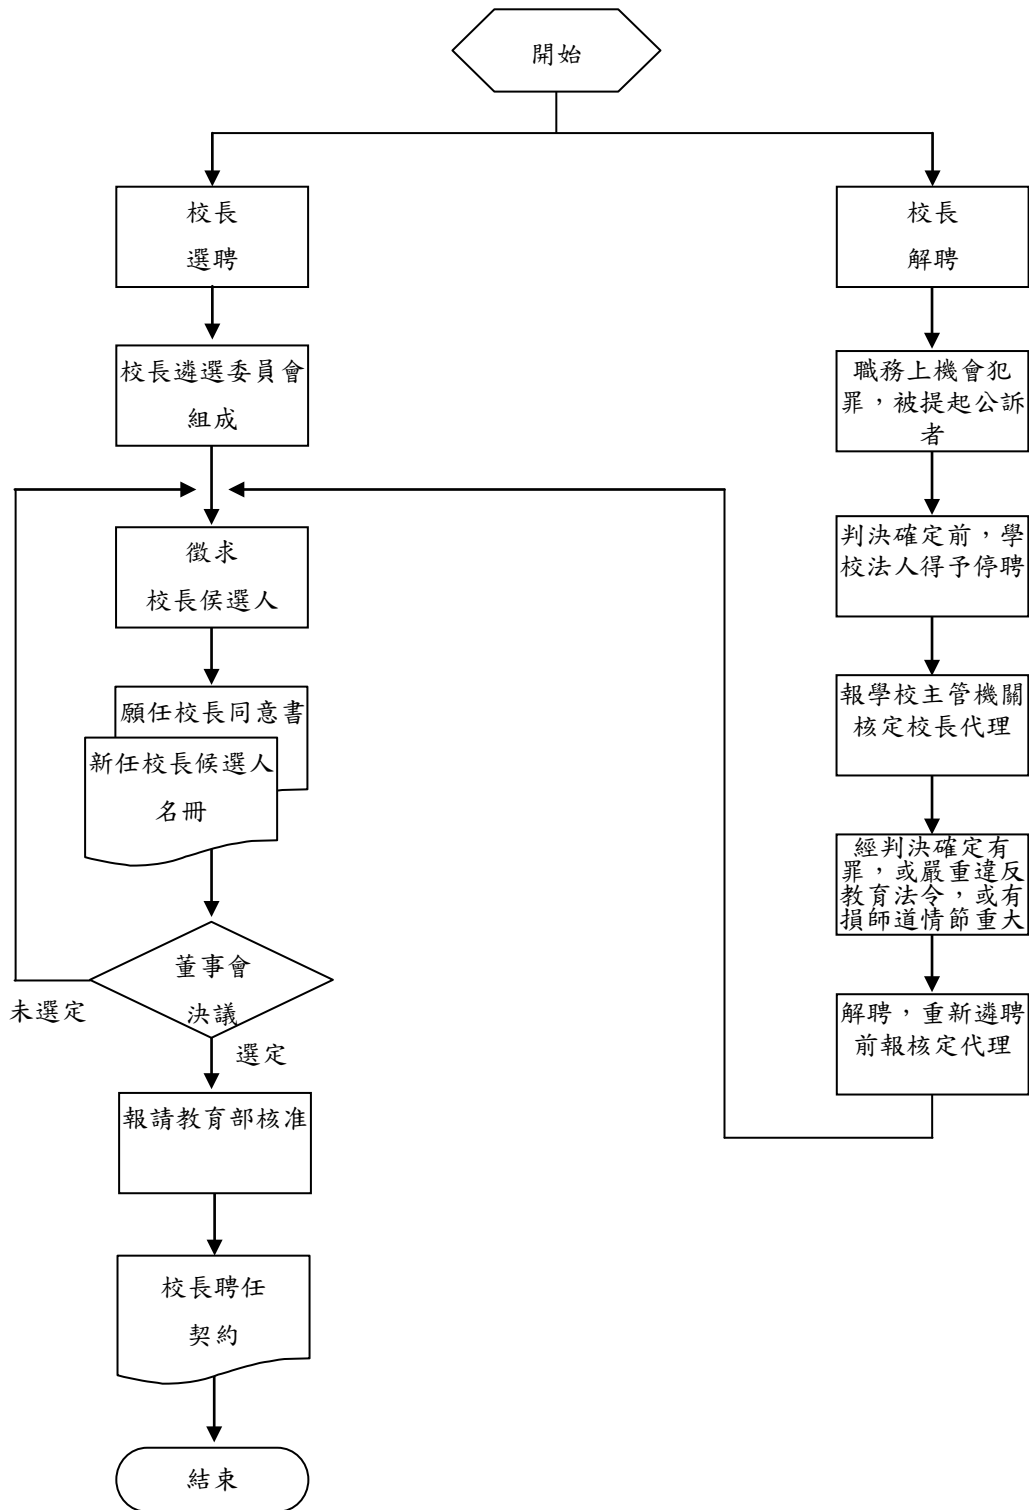 開始
校長
選聘
校長遴選委員會
組成
徵求
校長侯選人
願任校長同意書
新任校長候選人
名冊
董事會
決議
未選定
選定
報請教育部核准
校長聘任
契約
結束
校長
解聘
職務上機會犯
罪，被提起公訴
者
判決確定前，學
校法人得予停聘
報學校主管機關
核定校長代理
經判決確定有
罪，或嚴重違反
教育法令，或有
損師道情節重大
解聘，重新遴聘
前報核定代理